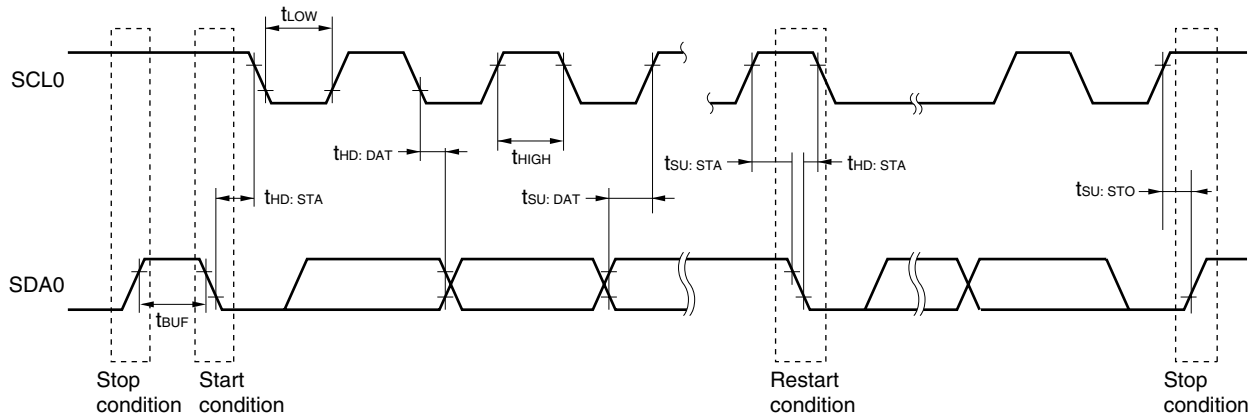 tLOW
SCL0
tHD: DAT
tHIGH
tSU: STA
tHD: STA
tHD: STA
tSU: DAT
tSU: STO
SDA0
tBUF
Stop
condition
Start
condition
Restart
condition
Stop
condition